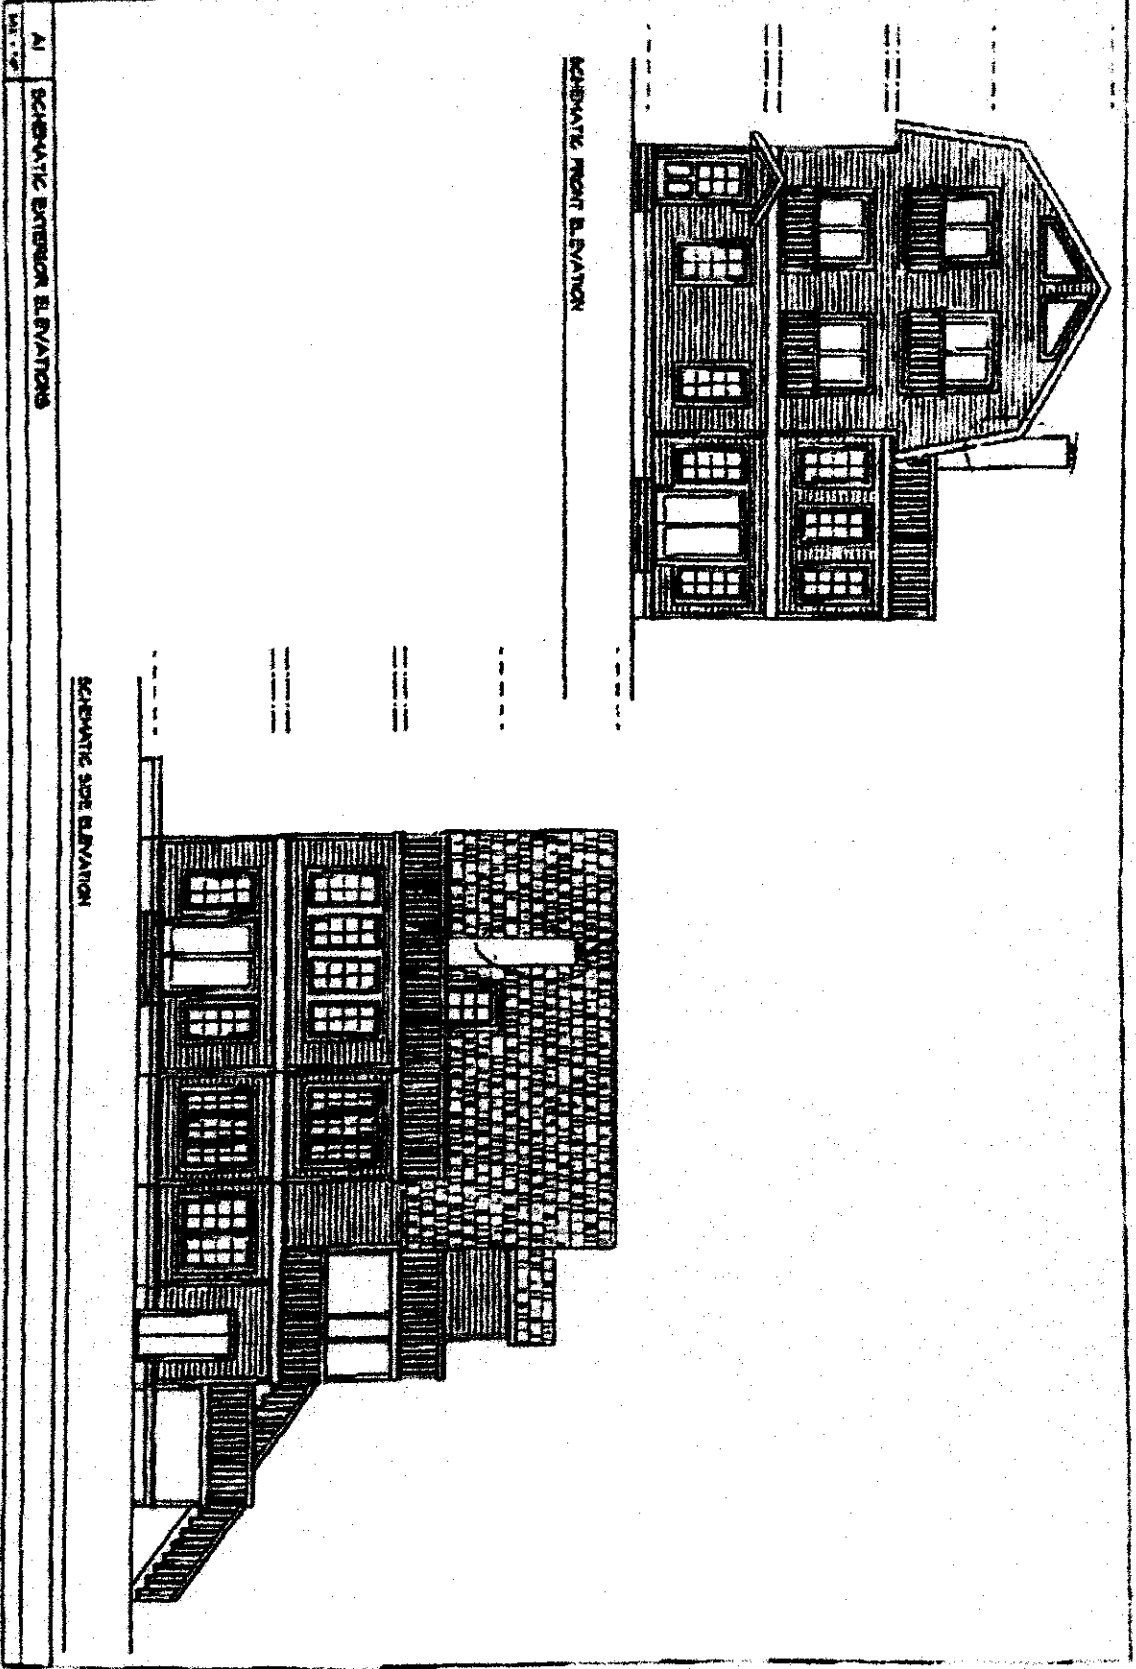 SCHEMATIC FRONT ELEVATION
SCHEMATIC SIDE ELEVATION
A1 SCHEMATIC EXTERIOR ELEVATIONS